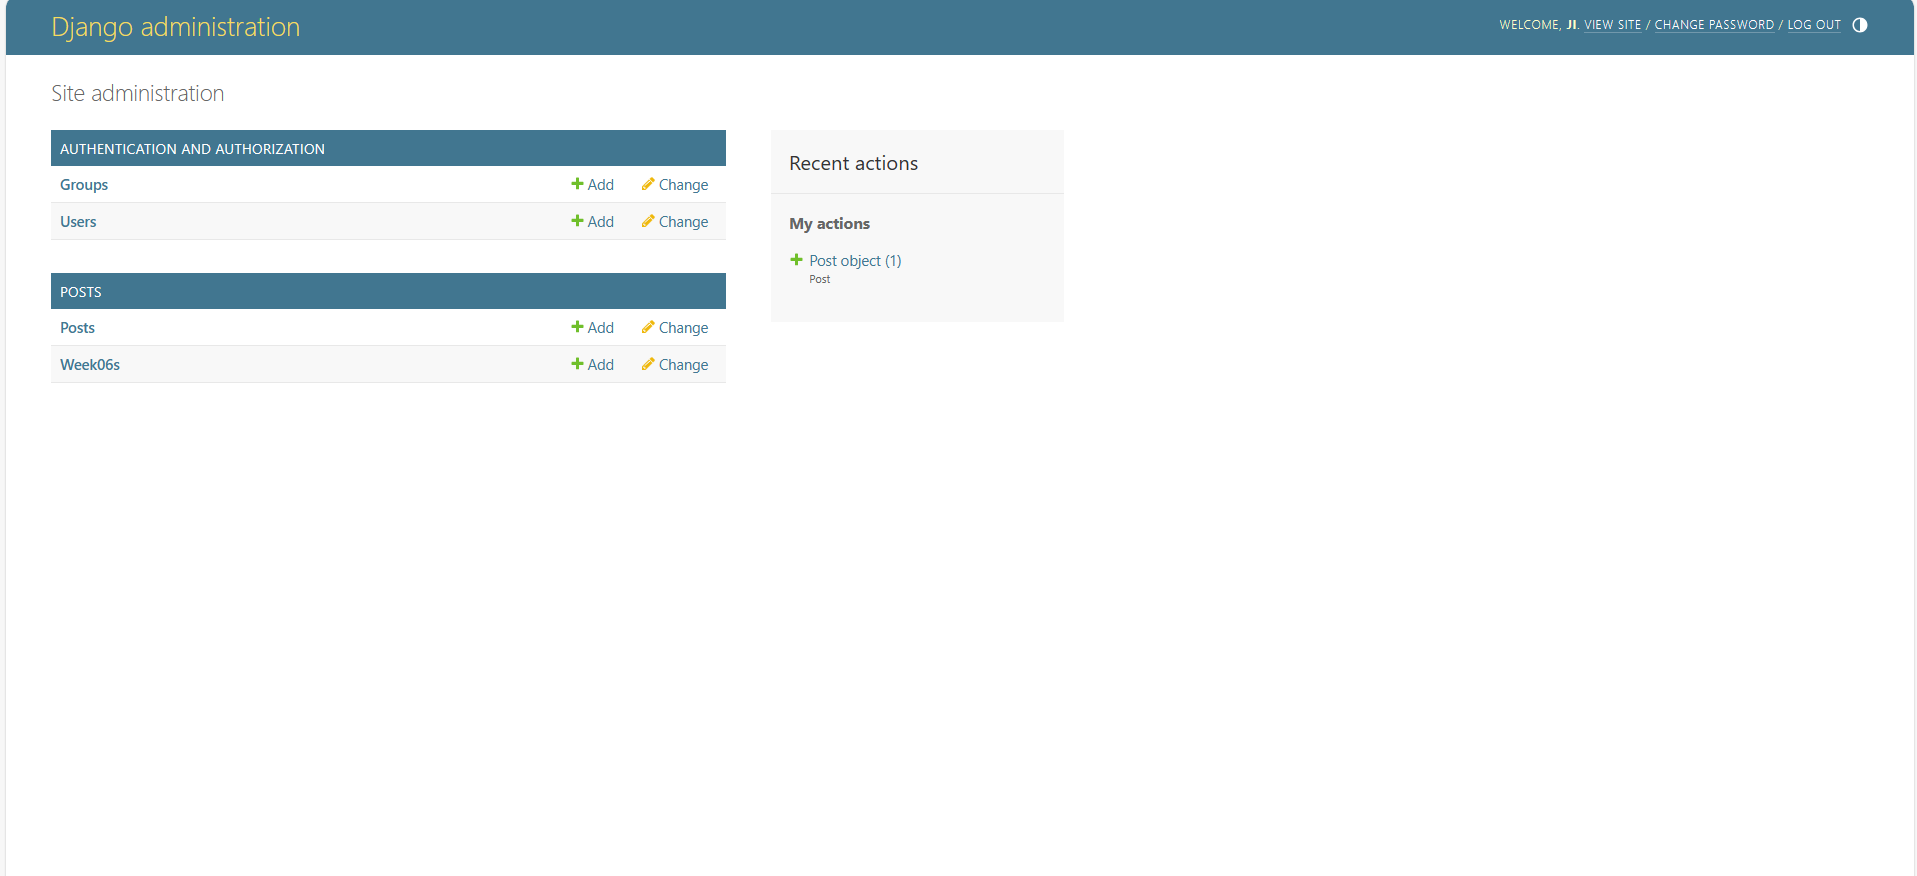 Django administration
WELCOME, JI. VIEW SITE / CHANGE PASSWORD / LOG OUT
Site administration
AUTHENTICATION AND AUTHORIZATION
Groups Add Change
Users Add Change
POSTS
Posts Add Change
Week06s Add Change
Recent actions
My actions
Post object (1)
Post